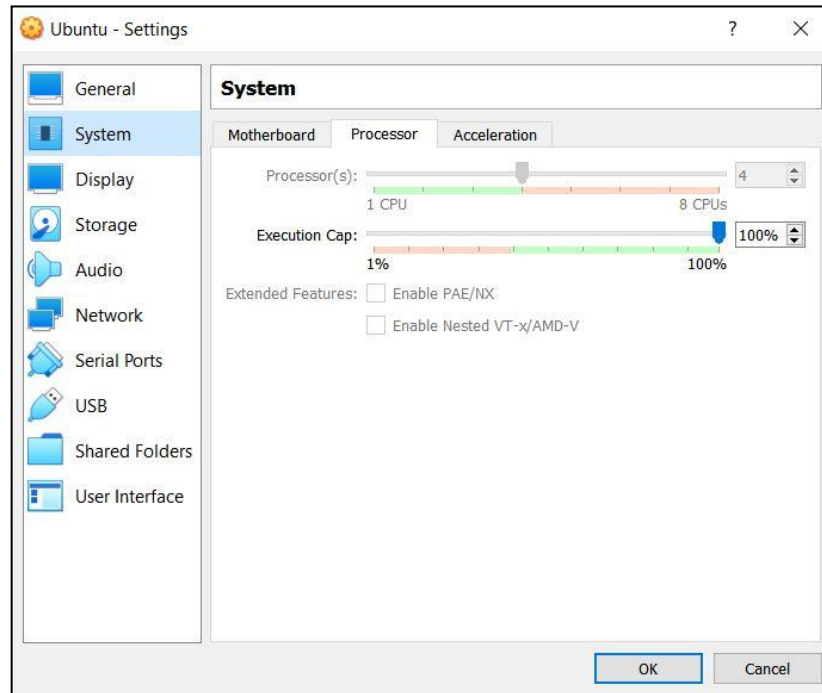 Ubuntu - Settings
?
General
System
Display
Storage
Audio
Network
Serial Ports
USB
Shared Folders
User Interface
System
Motherboard Processor Acceleration
Processor(s): 4
1 CPU 8 CPUs
Execution Cap: 100%
1% 100%
Extended Features: Enable PAE/NX
Enable Nested VT-x/AMD-V
OK Cancel